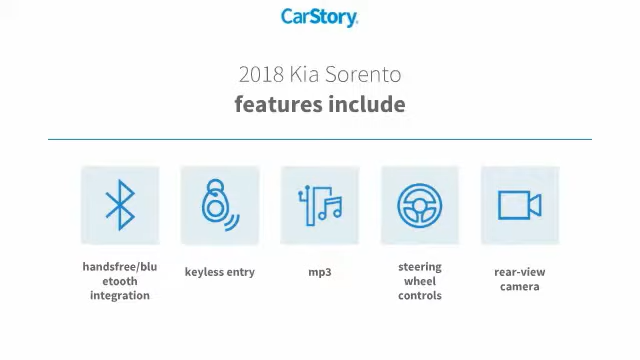 CarStory.
2018 Kia Sorento
features include
handsfree/blu
etooth
integration
keyless entry
mp3
steering
wheel
controls
rear-view
camera